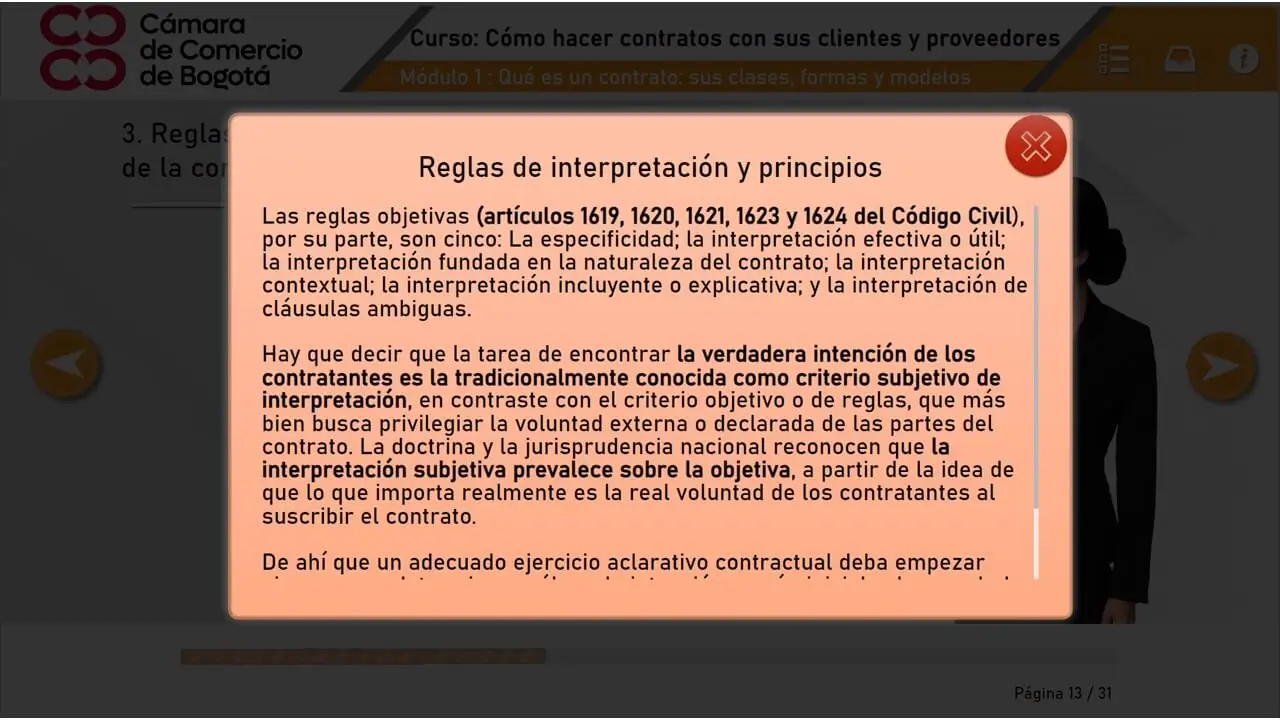 Cámara
de Comercio
de Bogotá
Curso: Cómo hacer contratos con sus clientes y proveedores
Módulo 1 : Qué es un contrato: sus clases, formas y modelos
3. Reglas
de la
Reglas de interpretación y principios
Las reglas objetivas (artículos 1619, 1620, 1621, 1623 y 1624 del Código Civil),
por su parte, son cinco: La especificidad; la interpretación efectiva o útil;
la interpretación fundada en la naturaleza del contrato; la interpretación
contextual; la interpretación incluyente o explicativa; y la interpretación de
cláusulas ambiguas.
Hay que decir que la tarea de encontrar la verdadera intención de los
contratantes es la tradicionalmente conocida como criterio subjetivo de
interpretación, en contraste con el criterio objetivo o de reglas, que más
bien busca privilegiar la voluntad externa o declarada de las partes del
contrato. La doctrina y la jurisprudencia nacional reconocen que la
interpretación subjetiva prevalece sobre la objetiva, a partir de la idea de
que lo que importa realmente es la real voluntad de los contratantes al
suscribir el contrato.
De ahí que un adecuado ejercicio aclarativo contractual deba empezar
Página 13 / 31